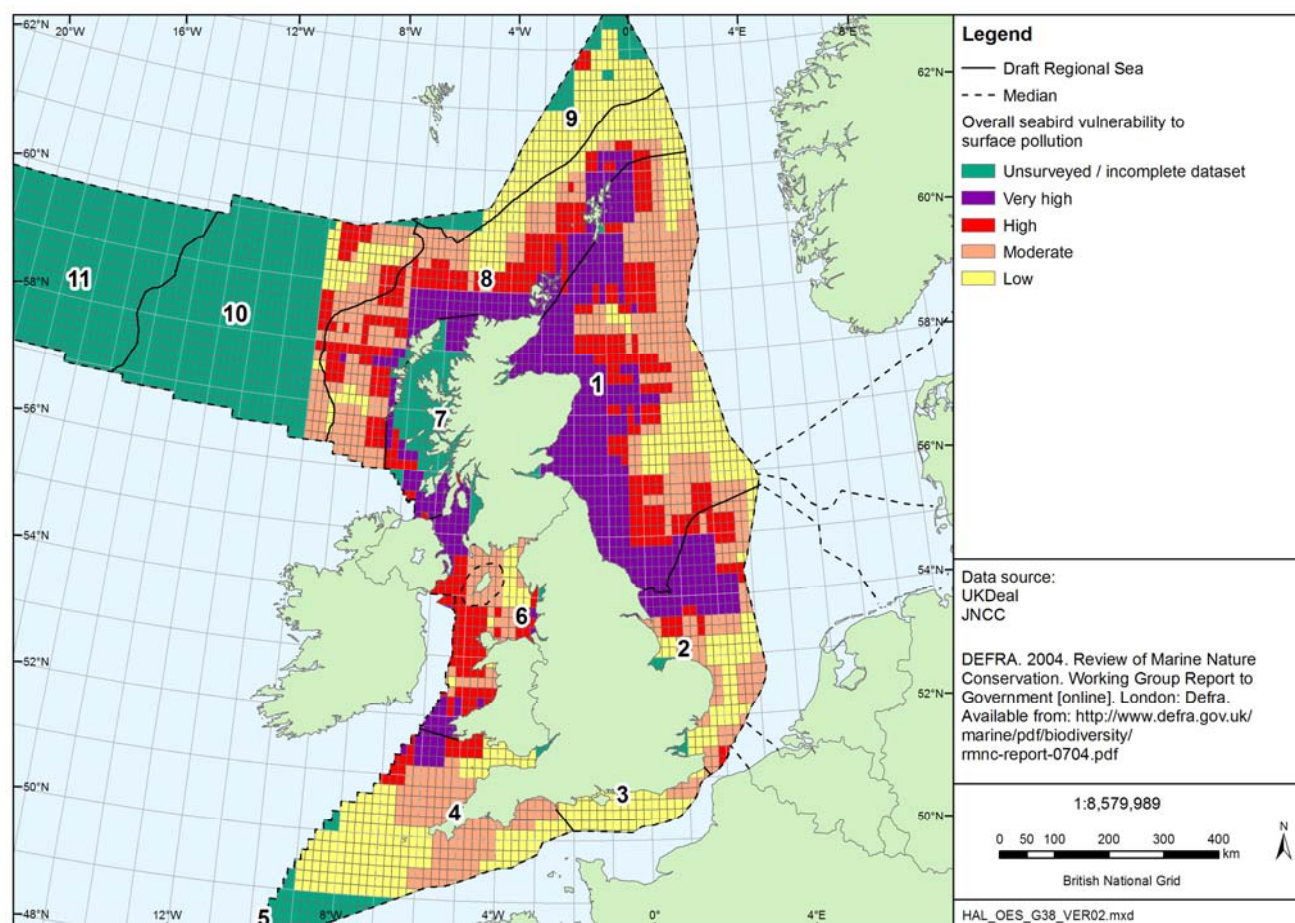 62°N
20°W
16°W
12°W
8°W
4°W
0°
4°E
8°E
62°N
60°N
60°N
58°N
58°N
56°N
56°N
54°N
54°N
52°N
52°N
50°N
50°N
48°N
12°W
8°W
4°W
0°
4°E
48°N
9
8
11
10
1
7
6
2
3
4
5
Legend
Draft Regional Sea
Median
Overall seabird vulnerability to
surface pollution
Unsurveyed / incomplete dataset
Very high
High
Moderate
Low
Data source:
UKDeal
JNCC
DEFRA. 2004. Review of Marine Nature
Conservation. Working Group Report to
Government [online]. London: Defra.
Available from: http://www.defra.gov.uk/
marine/pdf/biodiversity/
rmnc-report-0704.pdf
1:8,579,989
0 50 100 200 300 400
km
N
British National Grid
HAL_OES_G38_VER02.mxd